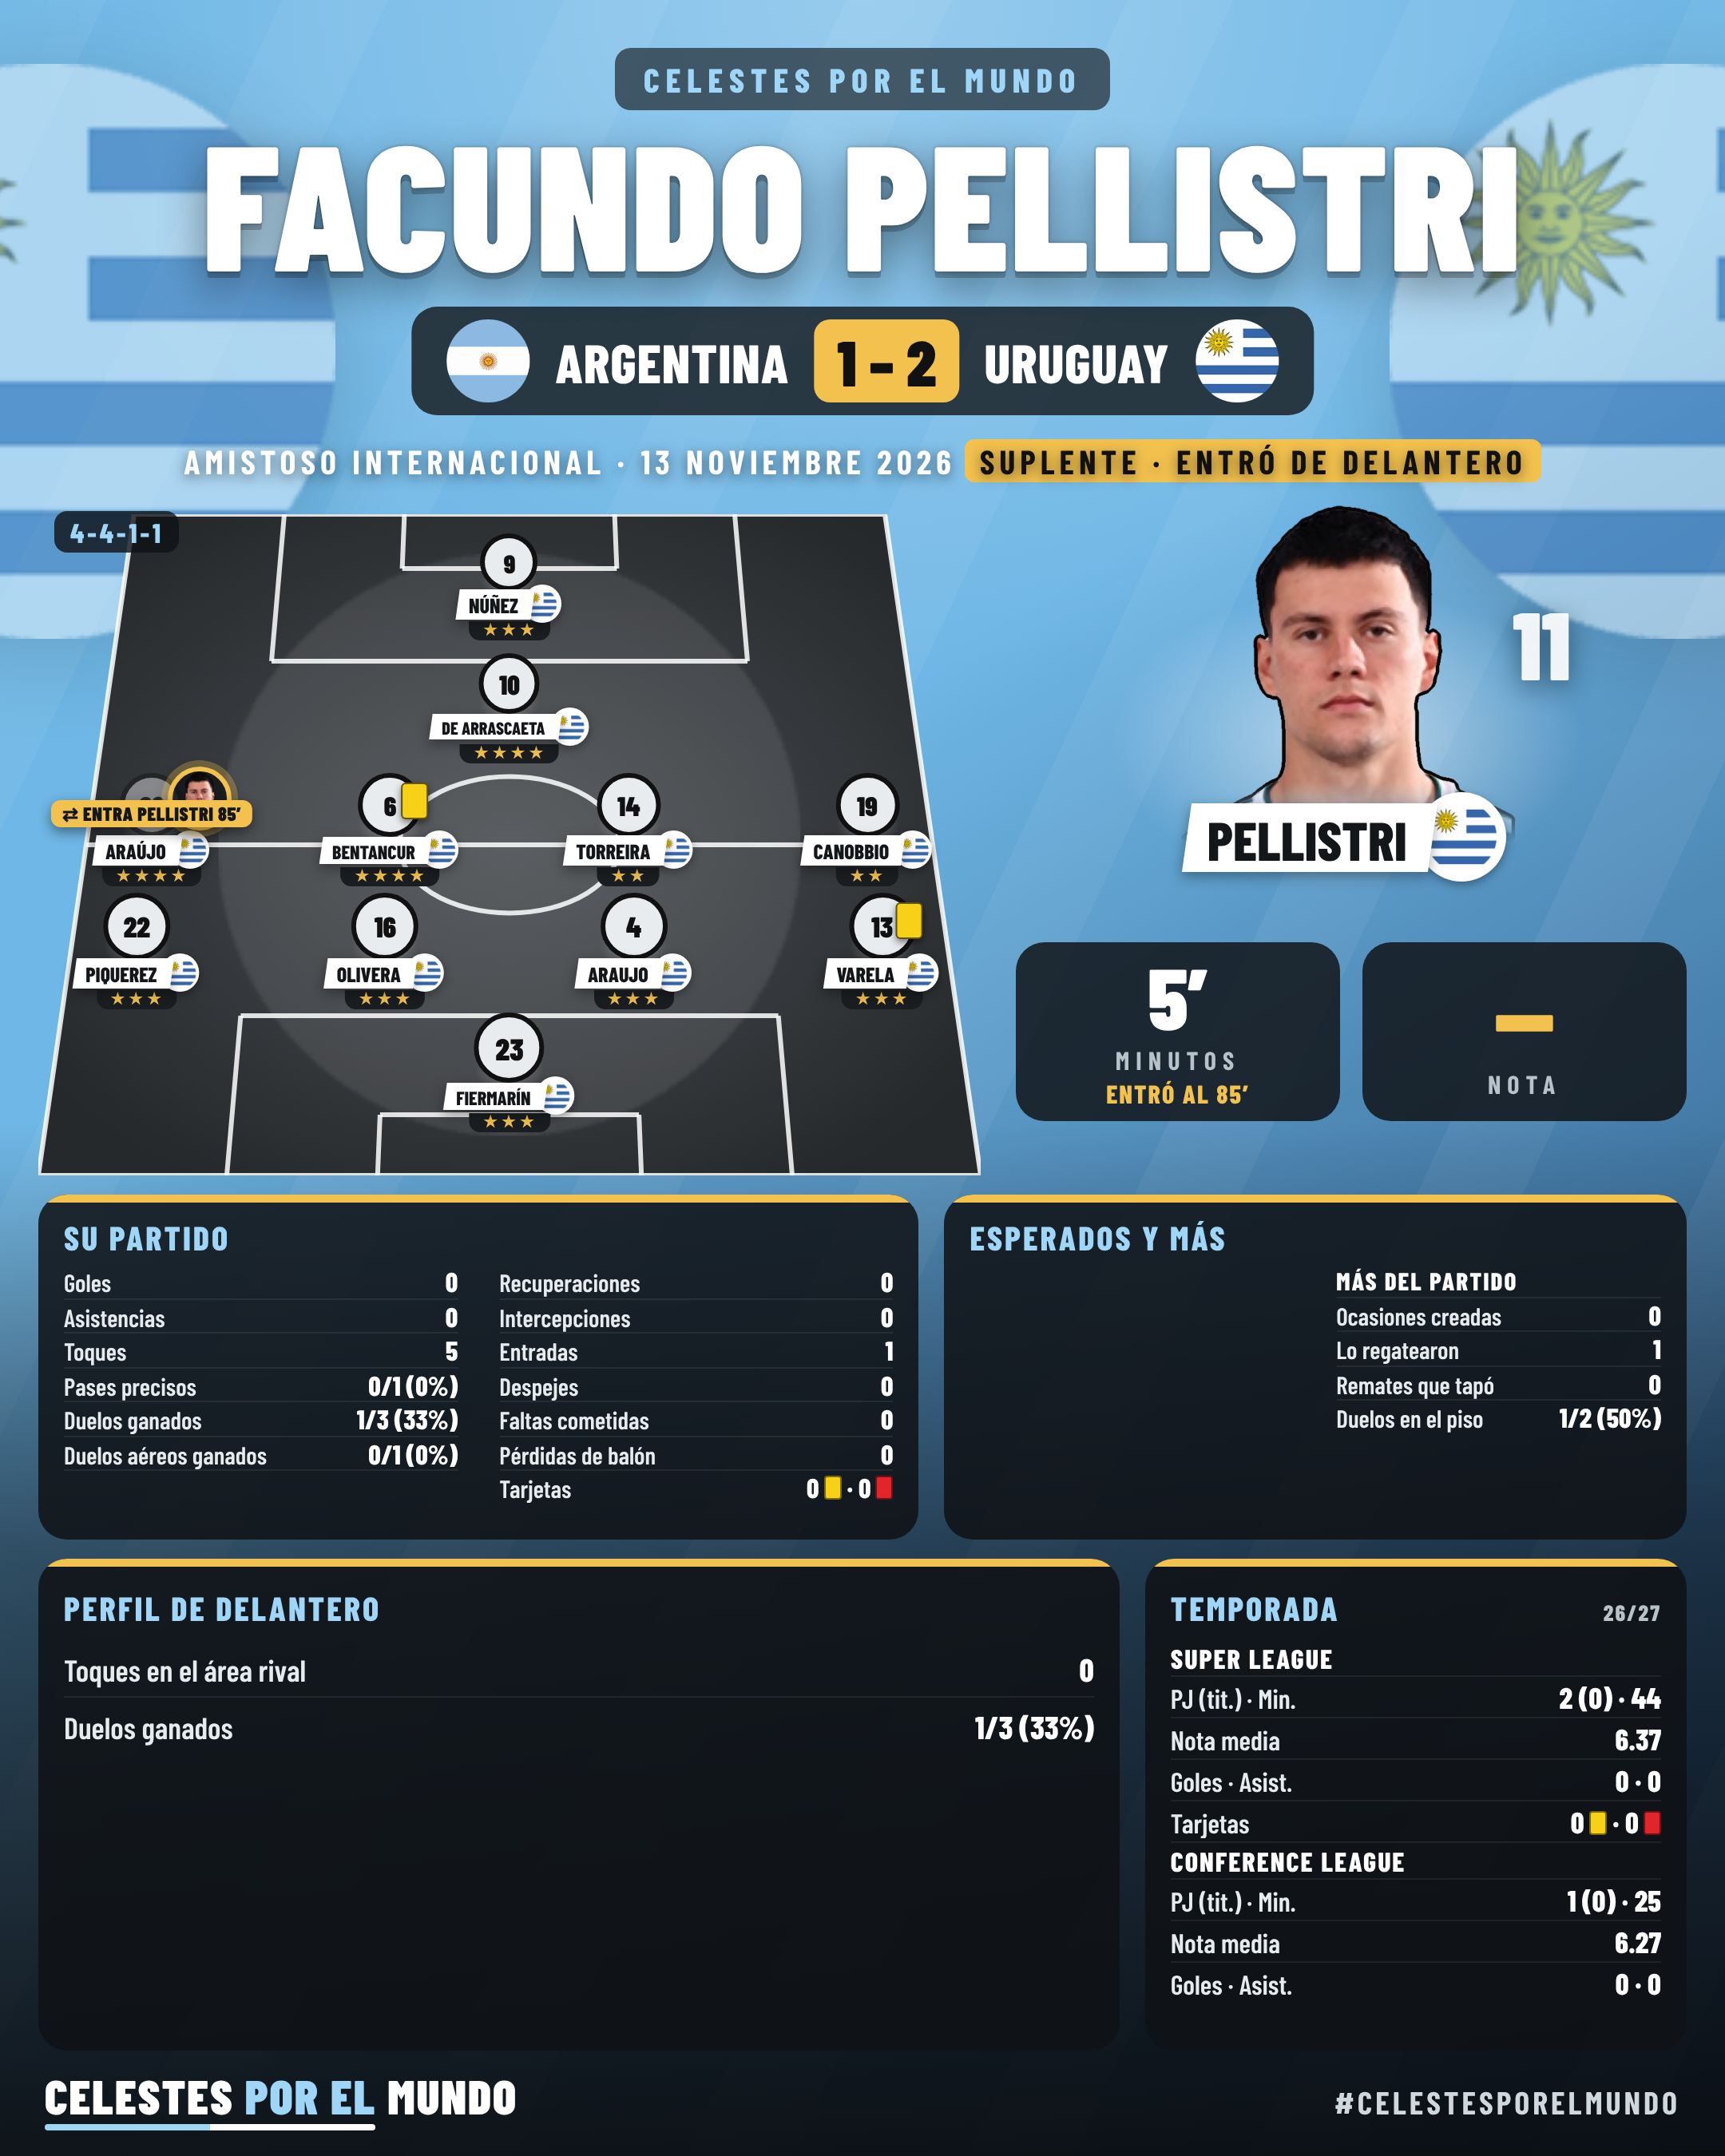 CELESTES POR EL MUNDO
FACUNDO PELLISTRI
ARGENTINA 1 - 2 URUGUAY
AMISTOSO INTERNACIONAL · 13 NOVIEMBRE 2026 SUPLENTE · ENTRÓ DE DELANTERO
4-4-1-1
9
NÚÑEZ
★★★
10
DE ARRASCAETA
★★★★
11
PELLISTRI
⇄ ENTRA PELLISTRI 85’
ARAÚJO
★★★★
6
BENTANCUR
★★★★
14
TORREIRA
★★
19
CANOBBIO
★★
22
PIQUEREZ
★★★
16
OLIVERA
★★★
4
ARAUJO
★★★
13
VARELA
★★★
23
FIERMARÍN
★★★
5’
MINUTOS
ENTRÓ AL 85’
–
NOTA
SU PARTIDO
Goles 0
Asistencias 0
Toques 5
Pases precisos 0/1 (0%)
Duelos ganados 1/3 (33%)
Duelos aéreos ganados 0/1 (0%)
Recuperaciones 0
Intercepciones 0
Entradas 1
Despejes 0
Faltas cometidas 0
Pérdidas de balón 0
Tarjetas 0 · 0
ESPERADOS Y MÁS
MÁS DEL PARTIDO
Ocasiones creadas 0
Lo regatearon 1
Remates que tapó 0
Duelos en el piso 1/2 (50%)
PERFIL DE DELANTERO
Toques en el área rival 0
Duelos ganados 1/3 (33%)
TEMPORADA 26/27
SUPER LEAGUE
PJ (tit.) · Min. 2 (0) · 44
Nota media 6.37
Goles · Asist. 0 · 0
Tarjetas 0 · 0
CONFERENCE LEAGUE
PJ (tit.) · Min. 1 (0) · 25
Nota media 6.27
Goles · Asist. 0 · 0
CELESTES POR EL MUNDO
#CELESTESPORELMUNDO